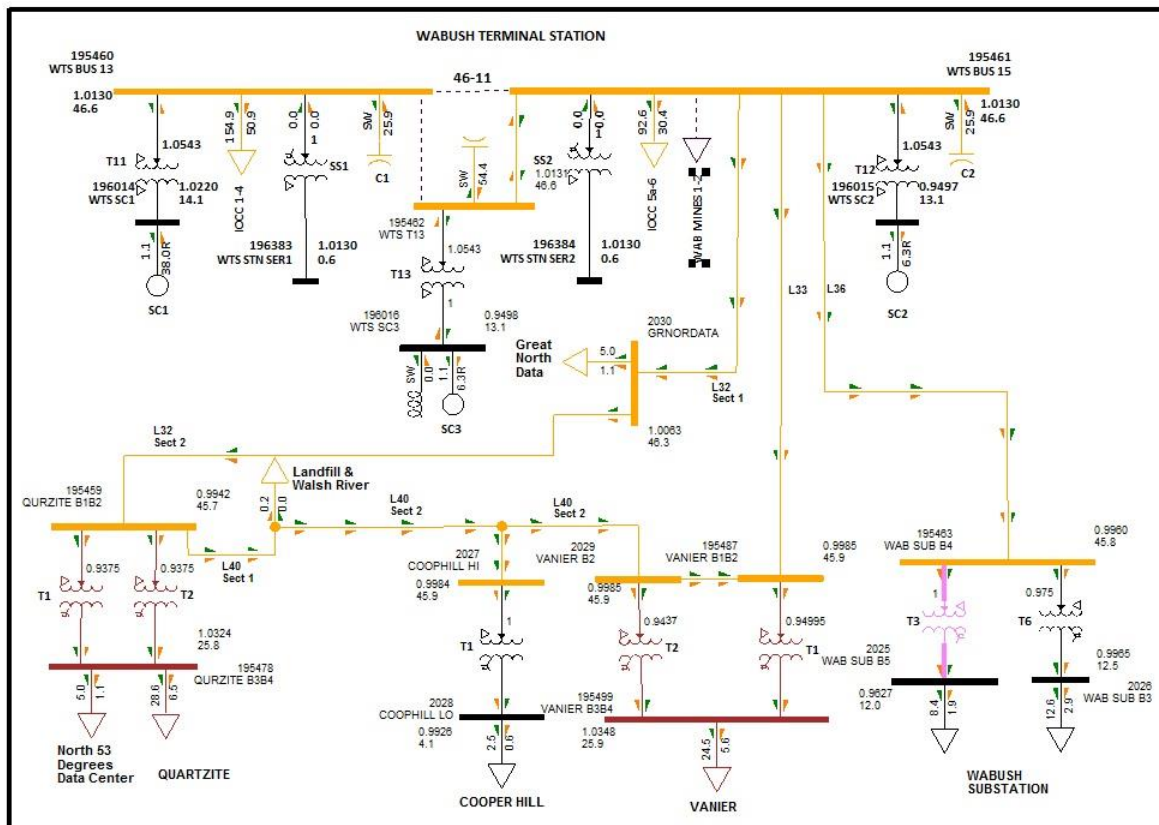 WABUSH TERMINAL STATION
195460
WTS BUS 13
1.0130
46.6
46-11
195461
WTS BUS 15
1.0130
46.6
1.0543
T11
196014
WTS SC1
1.0220
14.1
1.1
38.0R
SC1
154.9
50.9
IOCC 1-4
0.0
0.0
1
SS1
196383
WTS STN SER1
1.0130
0.6
SW
25.9
C1
SW
54.4
195462
WTS T13
1.0131
46.6
1.0543
T13
1
196016
WTS SC3
0.9498
13.1
SW
0.0
1.1
6.3R
SC3
0.0
0.0
1
SS2
196384
WTS STN SER2
1.0130
0.6
92.6
30.4
IOCC 5a-6
WAB MINES 1-2
L33
L36
1.0543
T12
196015
WTS SC2
0.9497
13.1
1.1
6.3R
SC2
SW
25.9
C2
2030
GRNORDATA
Great
North
Data
5.0
1.1
L32
Sect 1
1.0063
46.3
L32
Sect 2
Landfill &
Walsh River
0.2
0.0
195459
QURZITE B1B2
0.9942
45.7
L40
Sect 1
L40
Sect 2
L40
Sect 2
0.9375
0.9375
T1
T2
1.0324
25.8
195478
QURZITE B3B4
5.0
1.1
28.6
6.5
North 53
Degrees
Data Center
QUARTZITE
2027
COOPHILL HI
0.9984
45.9
1
T1
2028
COOPHILL LO
0.9926
4.1
2.5
0.6
COOPER HILL
2029
VANIER B2
0.9985
45.9
195487
VANIER B1B2
0.9985
45.9
0.9437
T2
0.94995
T1
195499
VANIER B3B4
1.0348
25.9
24.5
5.6
VANIER
195463
WAB SUB B4
0.9960
45.8
1
T3
0.975
T6
2025
WAB SUB B5
0.9627
12.0
8.4
1.9
0.9965
12.5
2026
WAB SUB B3
12.6
2.9
WABUSH
SUBSTATION